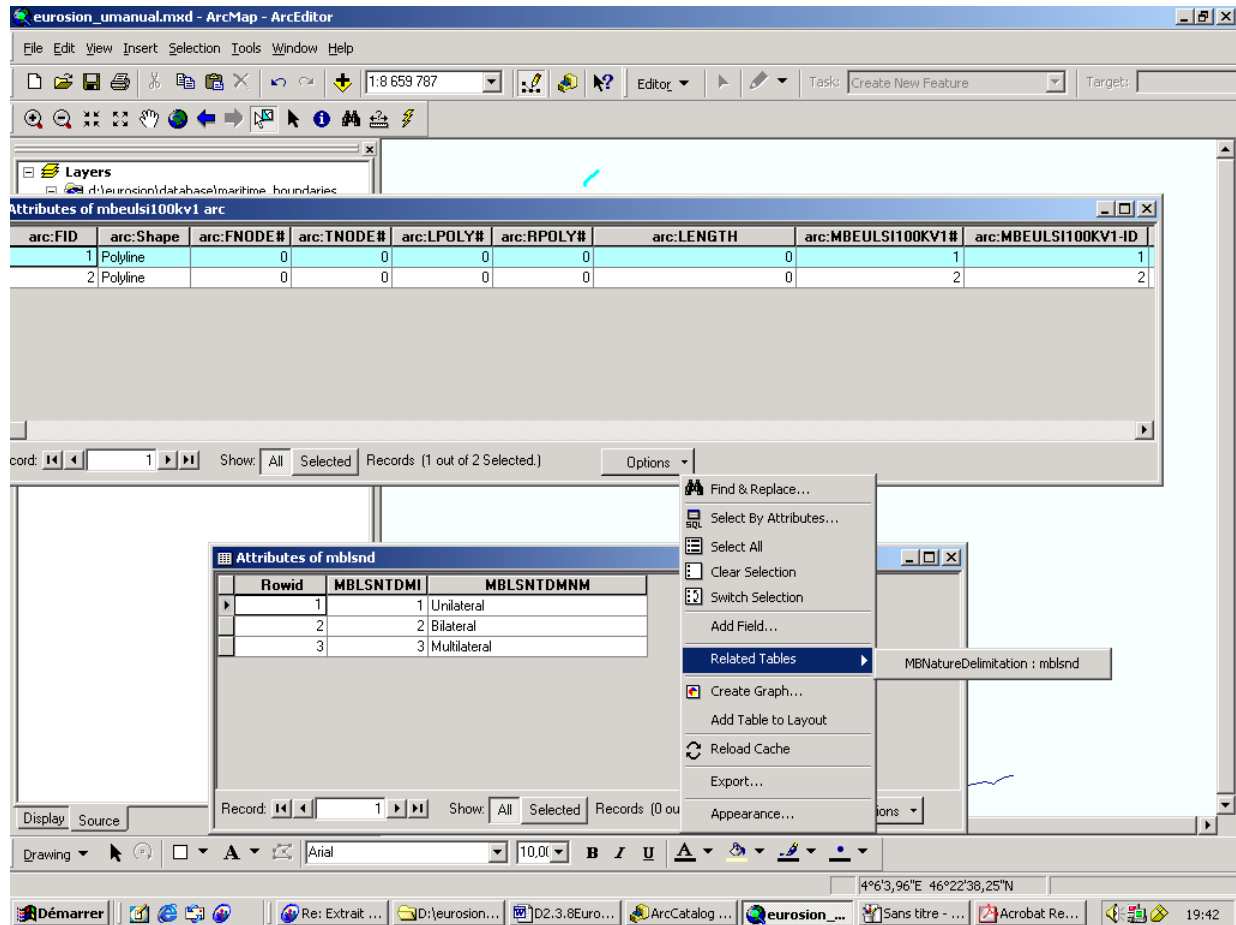 eurosion_umanual.mxd - ArcMap - ArcEditor
File Edit View Insert Selection Tools Window Help
1:8 659 787 Editor Task: Create New Feature Target:
Layers
d:\eurosion\database\maritime_boundaries
Attributes of mbeulsi100kv1 arc
arc:FID arc:Shape arc:FNODE# arc:TNODE# arc:LPOLY# arc:RPOLY# arc:LENGTH arc:MBEULSI100KV1# arc:MBEULSI100KV1-ID
1 Polyline 0 0 0 0 0 1 1
2 Polyline 0 0 0 0 0 2 2
cord: 1 Show: All Selected Records (1 out of 2 Selected.) Options
Find & Replace...
SQL Select By Attributes...
Select All
Clear Selection
Switch Selection
Add Field...
Related Tables
MBNatureDelimitation : mblsnd
Create Graph...
Add Table to Layout
Reload Cache
Export...
Appearance...
Attributes of mblsnd
Rowid MBLSNTDMI MBLSNTDMNM
1 1 Unilateral
2 2 Bilateral
3 3 Multilateral
Record: 1 Show: All Selected Records (0 ou ions
Display Source
Drawing A Arial 10,00 B I U A
4°6'3,96"E 46°22'38,25"N
Démarrer Re: Extrait ... D:\eurosion... D2.3.8Euro... ArcCatalog ... eurosion_... Sans titre - ... Acrobat Re... 19:42